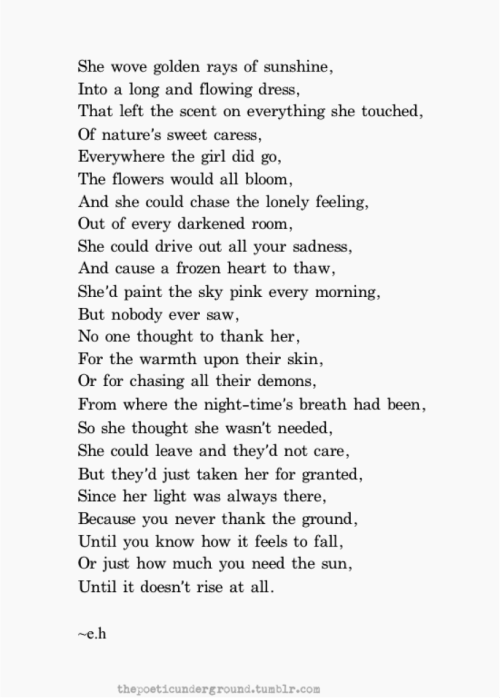 She wove golden rays of sunshine,
Into a long and flowing dress,
That left the scent on everything she touched,
Of nature's sweet caress,
Everywhere the girl did go,
The flowers would all bloom,
And she could chase the lonely feeling,
Out of every darkened room,
She could drive out all your sadness,
And cause a frozen heart to thaw,
She'd paint the sky pink every morning,
But nobody ever saw,
No one thought to thank her,
For the warmth upon their skin,
Or for chasing all their demons,
From where the night-time's breath had been,
So she thought she wasn't needed,
She could leave and they'd not care,
But they'd just taken her for granted,
Since her light was always there,
Because you never thank the ground,
Until you know how it feels to fall,
Or just how much you need the sun,
Until it doesn't rise at all.
~e.h
thepoeticunderground.tumblr.com